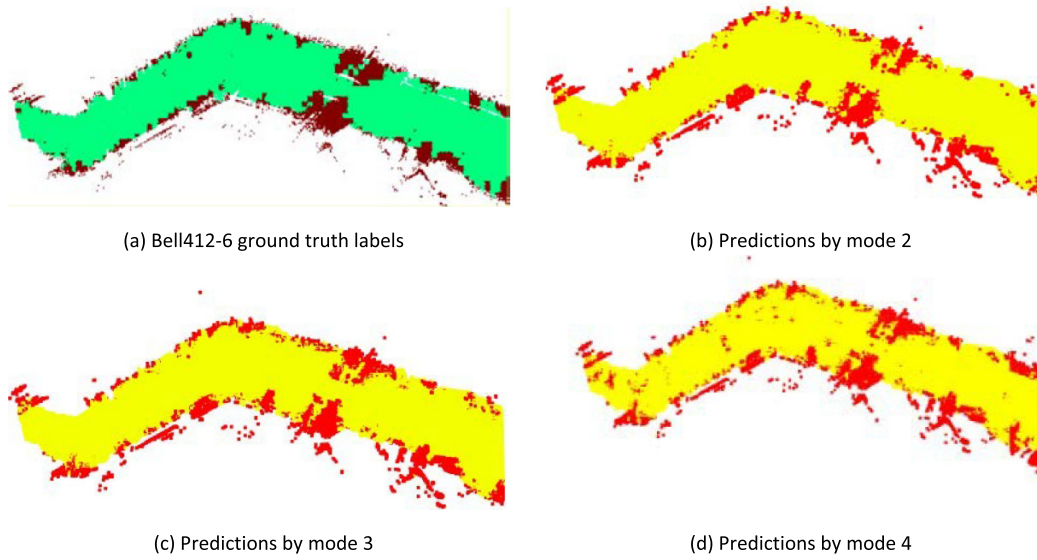 (a) Bell412-6 ground truth labels
(b) Predictions by mode 2
(c) Predictions by mode 3
(d) Predictions by mode 4